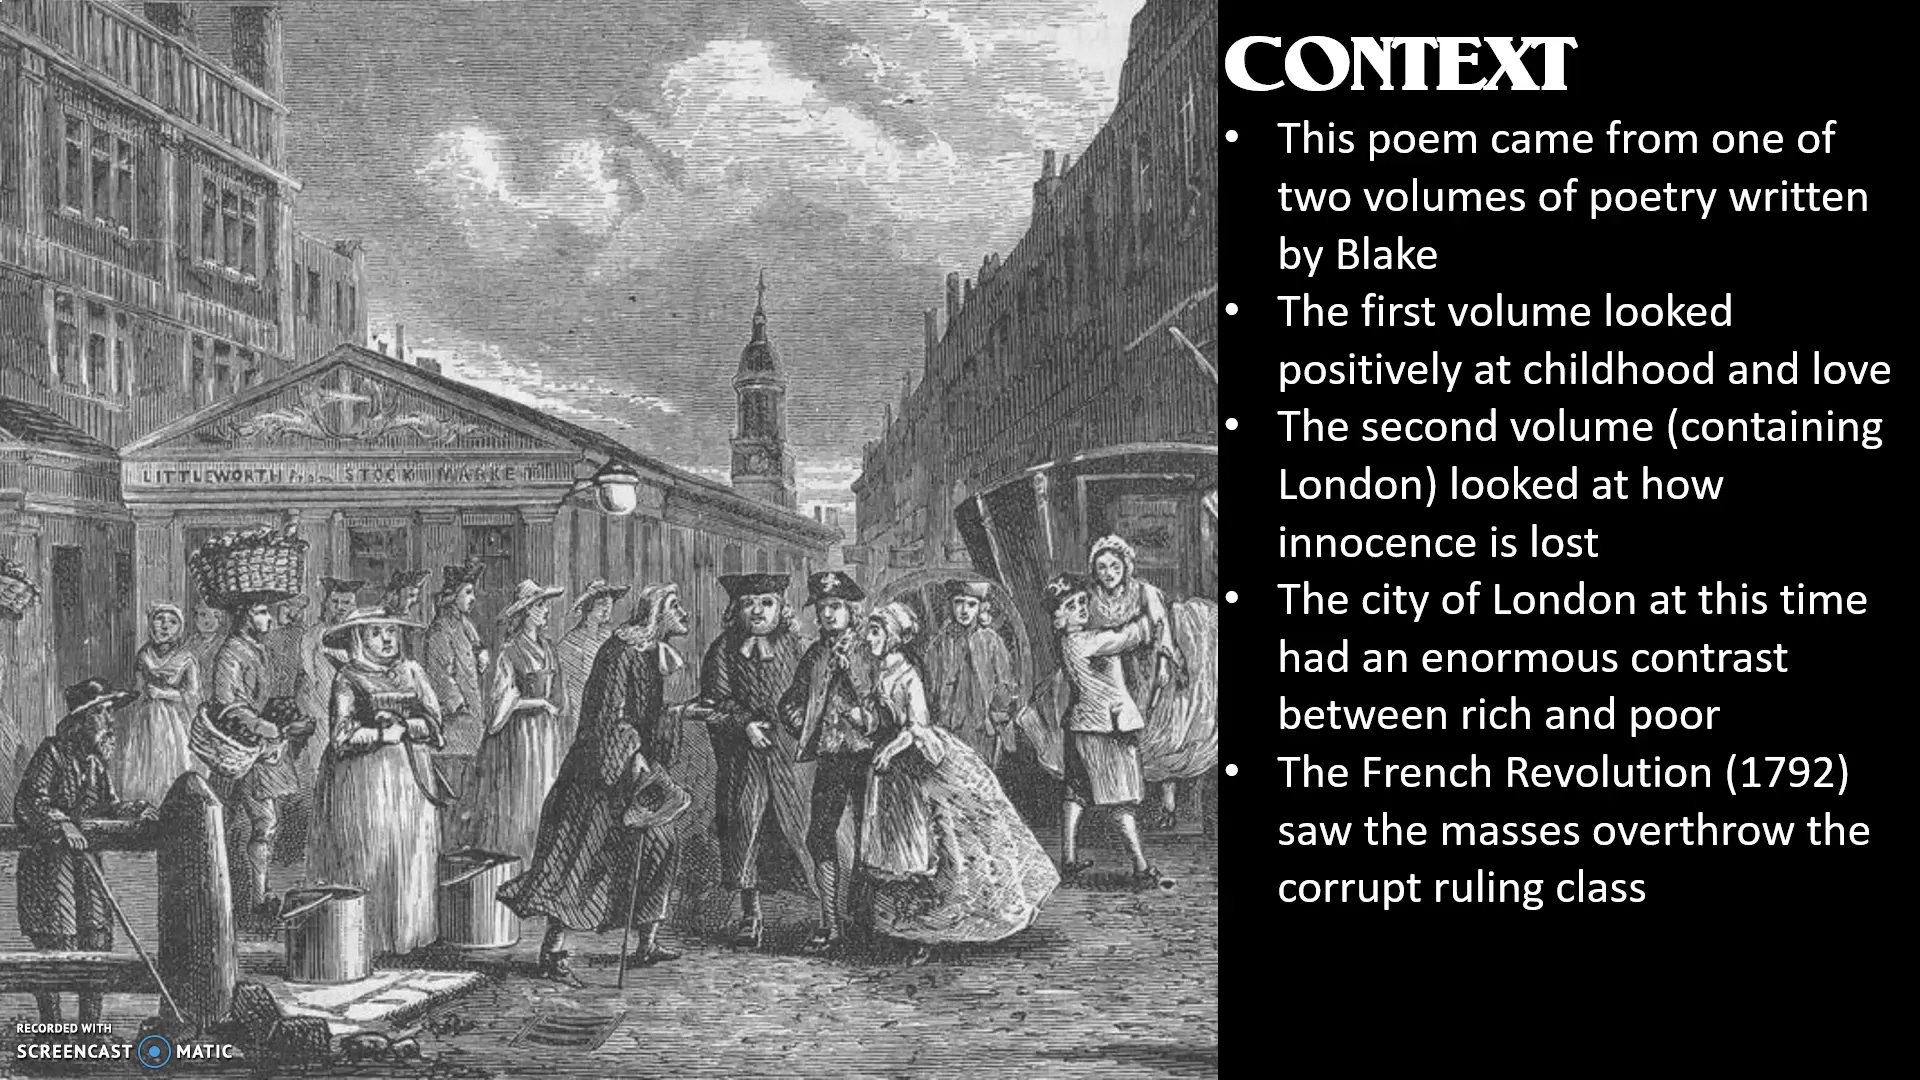 CONTEXT
• This poem came from one of
two volumes of poetry written
by Blake
• The first volume looked
positively at childhood and love
• The second volume (containing
London) looked at how
innocence is lost
• The city of London at this time
had an enormous contrast
between rich and poor
• The French Revolution (1792)
saw the masses overthrow the
corrupt ruling class
LITTLEWORTH STOCK MARKET
RECORDED WITH
SCREENCAST MATIC